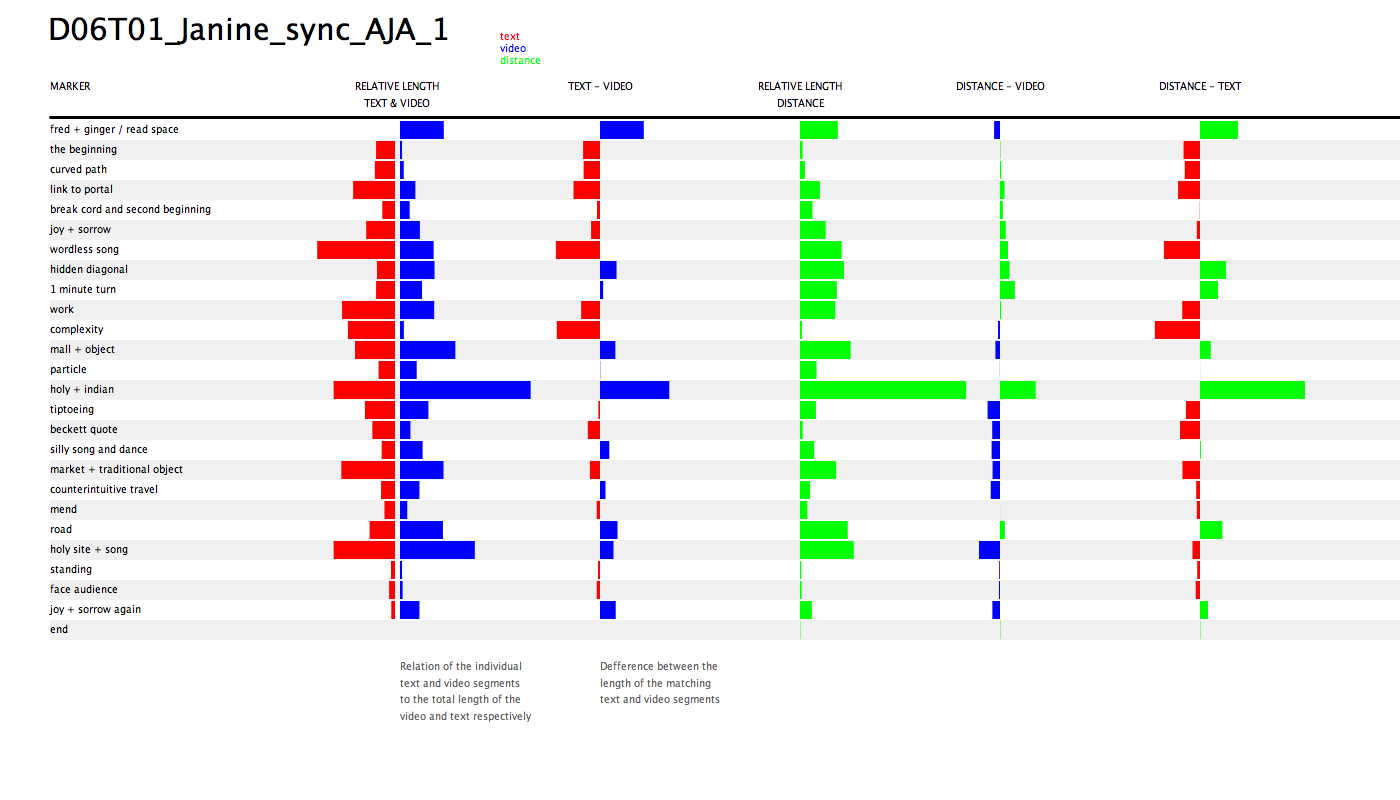 D06T01_Janine_sync_AJA_1
text
video
distance
MARKER
RELATIVE LENGTH
TEXT & VIDEO
TEXT – VIDEO
RELATIVE LENGTH
DISTANCE
DISTANCE – VIDEO
DISTANCE – TEXT
fred + ginger / read space
the beginning
curved path
link to portal
break cord and second beginning
joy + sorrow
wordless song
hidden diagonal
1 minute turn
work
complexity
mall + object
particle
holy + indian
tiptoeing
beckett quote
silly song and dance
market + traditional object
counterintuitive travel
mend
road
holy site + song
standing
face audience
joy + sorrow again
end
Relation of the individual
text and video segments
to the total length of the
video and text respectively
Defference between the
length of the matching
text and video segments